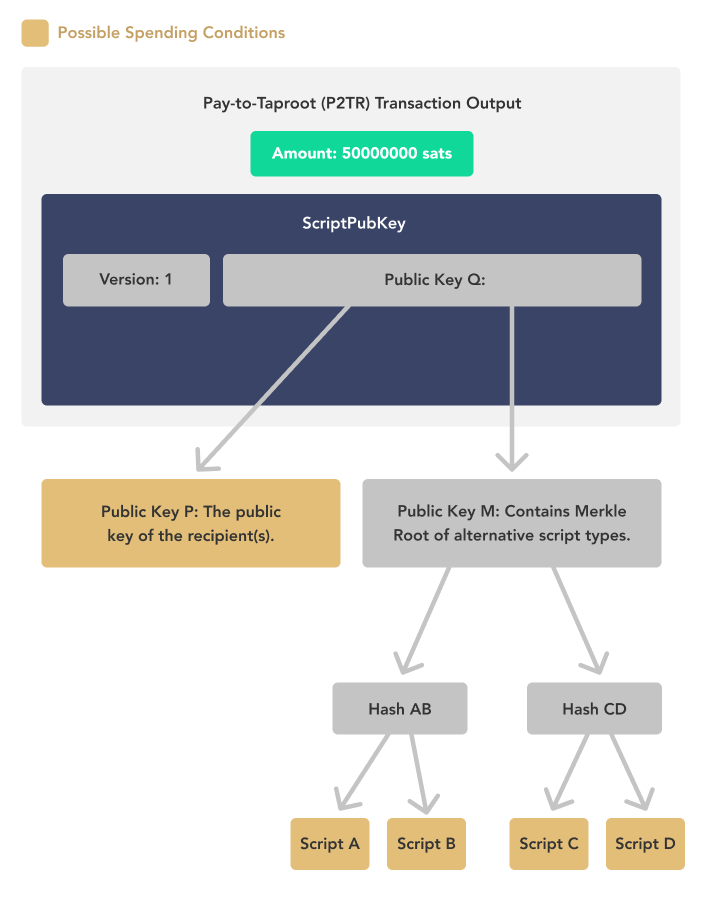 Possible Spending Conditions
Pay-to-Taproot (P2TR) Transaction Output
Amount: 50000000 sats
ScriptPubKey
Version: 1
Public Key Q:
Public Key P: The public
key of the recipient(s).
Public Key M: Contains Merkle
Root of alternative script types.
Hash AB
Hash CD
Script A
Script B
Script C
Script D